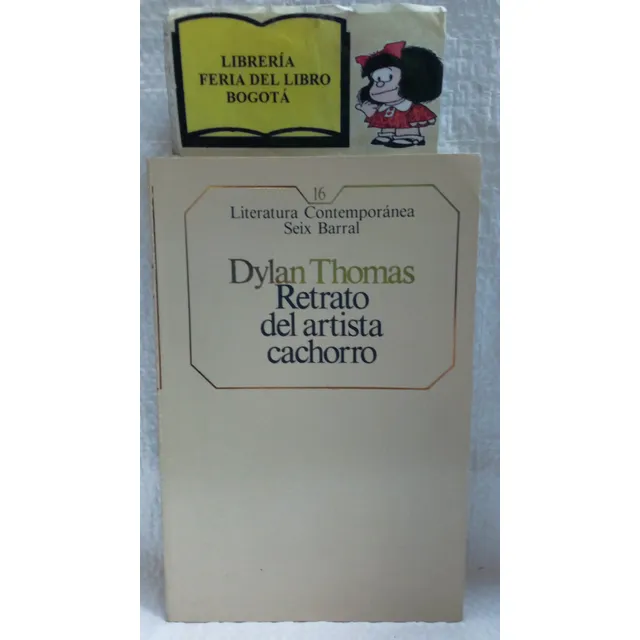 LIBRERÍA
FERIA DEL LIBRO
BOGOTÁ
16
Literatura Contemporánea
Seix Barral
Dylan Thomas
Retrato
del artista
cachorro